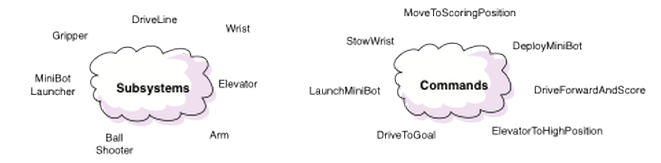 DriveLine
Wrist
Gripper
MiniBot
Launcher
Subsystems
Elevator
Ball
Shooter
Arm
MoveToScoringPosition
StowWrist
DeployMiniBot
LaunchMiniBot
Commands
DriveForwardAndScore
DriveToGoal
ElevatorToHighPosition